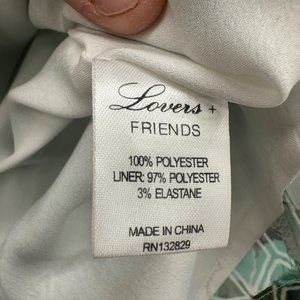 Lovers +
FRIENDS
100% POLYESTER
LINER: 97% POLYESTER
3% ELASTANE
MADE IN CHINA
RN132829